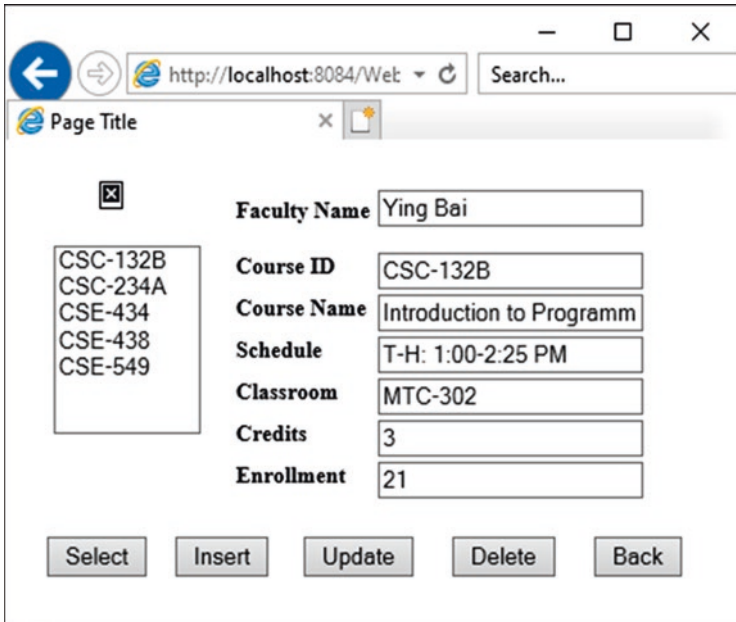 http://localhost:8084/Web
Search...
Page Title
Faculty Name Ying Bai
CSC-132B
CSC-234A
CSE-434
CSE-438
CSE-549
Course ID CSC-132B
Course Name Introduction to Programm
Schedule T-H: 1:00-2:25 PM
Classroom MTC-302
Credits 3
Enrollment 21
Select Insert Update Delete Back